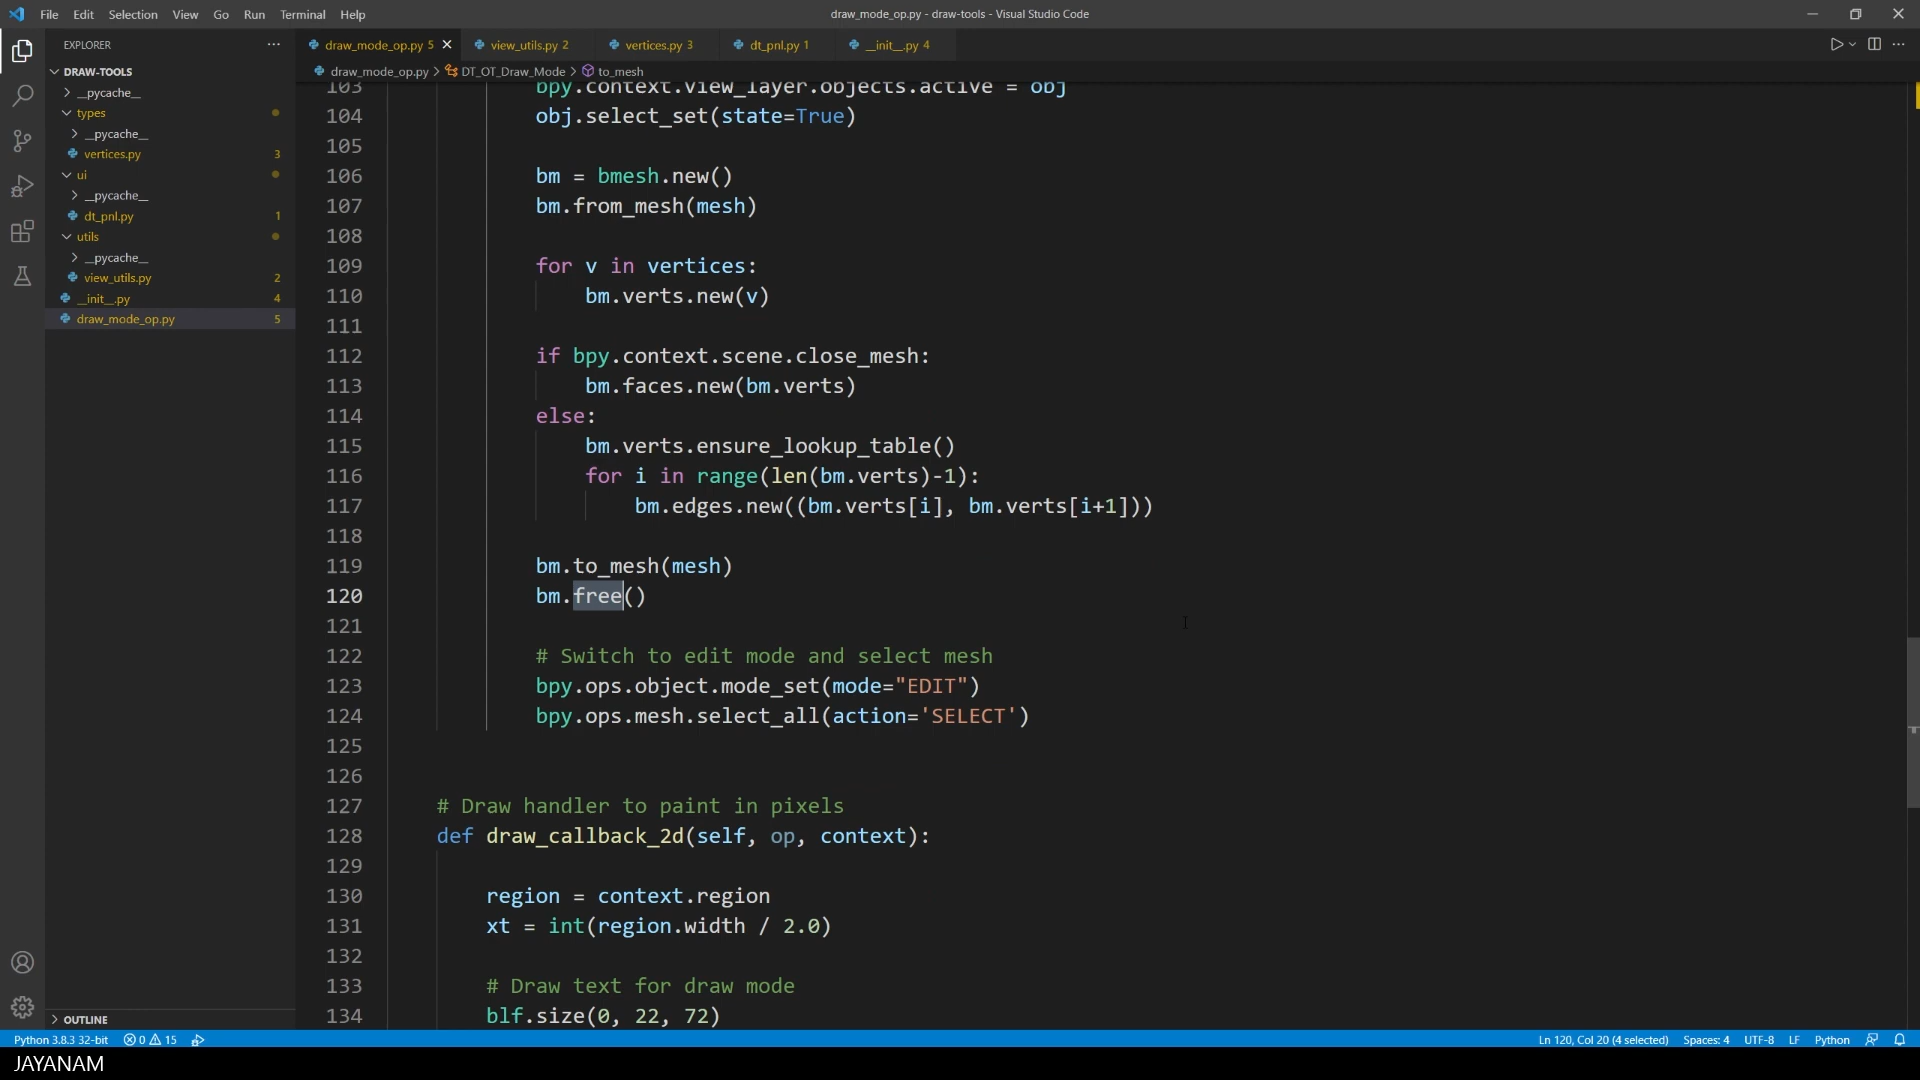 File Edit Selection View Go Run Terminal Help
draw_mode_op.py - draw-tools - Visual Studio Code
EXPLORER
draw_mode_op.py 5
view_utils.py 2
vertices.py 3
dt_pnl.py 1
__init__.py 4
draw_mode_op.py > DT_OT_Draw_Mode > to_mesh
DRAW-TOOLS
__pycache__
types
__pycache__
vertices.py 3
ui
__pycache__
dt_pnl.py 1
utils
__pycache__
view_utils.py 2
__init__.py 4
draw_mode_op.py 5
OUTLINE
103 bpy.context.view_layer.objects.active = obj
104 obj.select_set(state=True)
105
106 bm = bmesh.new()
107 bm.from_mesh(mesh)
108
109 for v in vertices:
110 bm.verts.new(v)
111
112 if bpy.context.scene.close_mesh:
113 bm.faces.new(bm.verts)
114 else:
115 bm.verts.ensure_lookup_table()
116 for i in range(len(bm.verts)-1):
117 bm.edges.new((bm.verts[i], bm.verts[i+1]))
118
119 bm.to_mesh(mesh)
120 bm.free()
121
122 # Switch to edit mode and select mesh
123 bpy.ops.object.mode_set(mode="EDIT")
124 bpy.ops.mesh.select_all(action='SELECT')
125
126
127 # Draw handler to paint in pixels
128 def draw_callback_2d(self, op, context):
129
130 region = context.region
131 xt = int(region.width / 2.0)
132
133 # Draw text for draw mode
134 blf.size(0, 22, 72)
Python 3.8.3 32-bit 0 15
Ln 120, Col 20 (4 selected) Spaces: 4 UTF-8 LF Python
JAYANAM